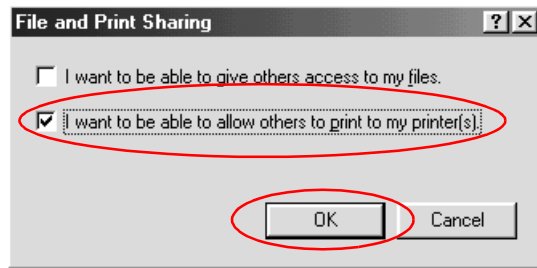 File and Print Sharing
I want to be able to give others access to my files.
I want to be able to allow others to print to my printer(s).
OK Cancel